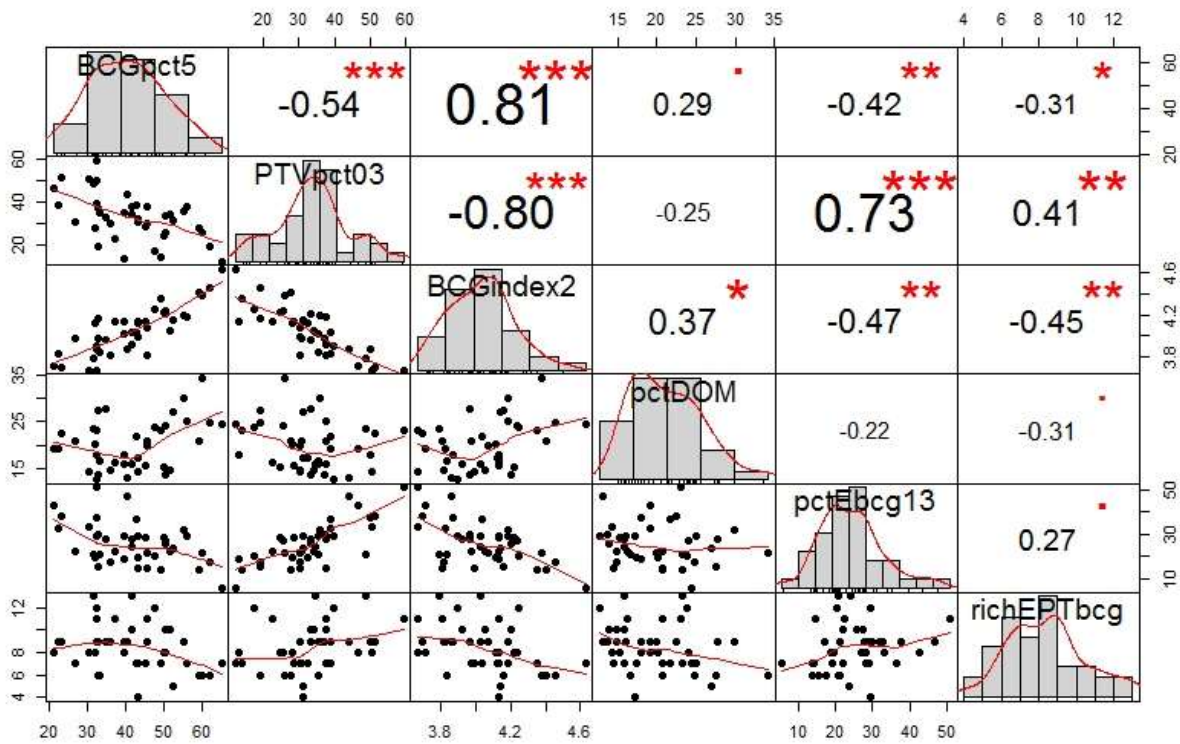 20 30 40 50 60 15 20 25 30 35 4 6 8 10 12
BCGpct5 *** -0.54 *** 0.81 0.29 ** -0.42 * -0.31 20 40 60
20 40 60 PTVpct03 *** -0.80 -0.25 *** 0.73 ** 0.41
BCGindex2 * 0.37 ** -0.47 ** -0.45 3.8 4.2 4.6
15 25 35 pctDOM -0.22 -0.31
pctEbcg13 0.27 10 30 50
4 6 8 10 12 richEPTbcg
20 30 40 50 60 3.8 4.2 4.6 10 20 30 40 50